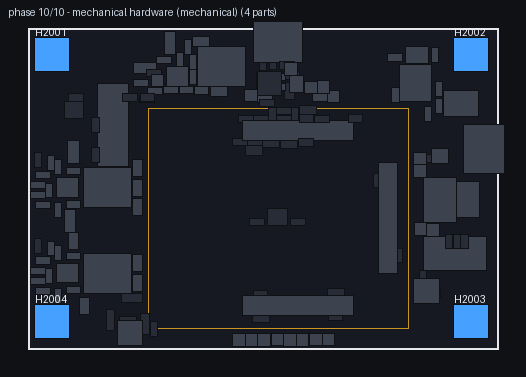 phase 10/10 - mechanical hardware (mechanical) (4 parts)
H2001
H2002
H2004
H2003